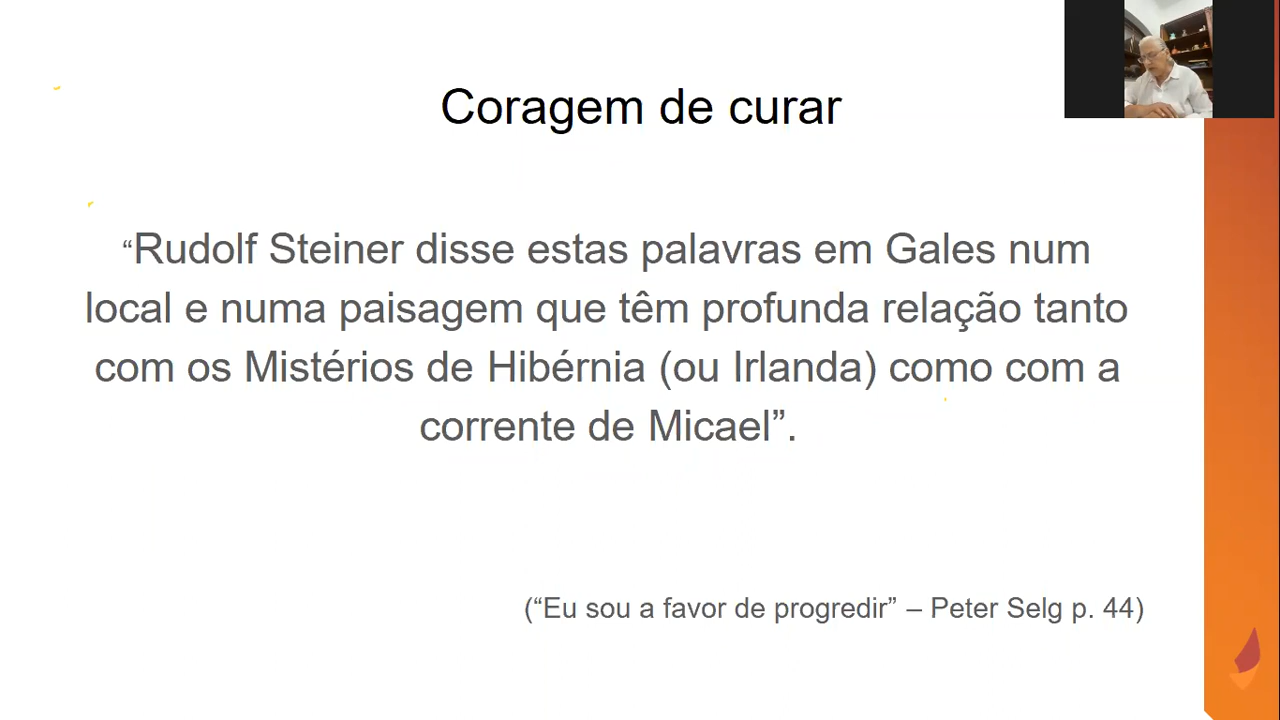 Coragem de curar
“Rudolf Steiner disse estas palavras em Gales num
local e numa paisagem que têm profunda relação tanto
com os Mistérios de Hibérnia (ou Irlanda) como com a
corrente de Micael”.
(“Eu sou a favor de progredir” – Peter Selg p. 44)